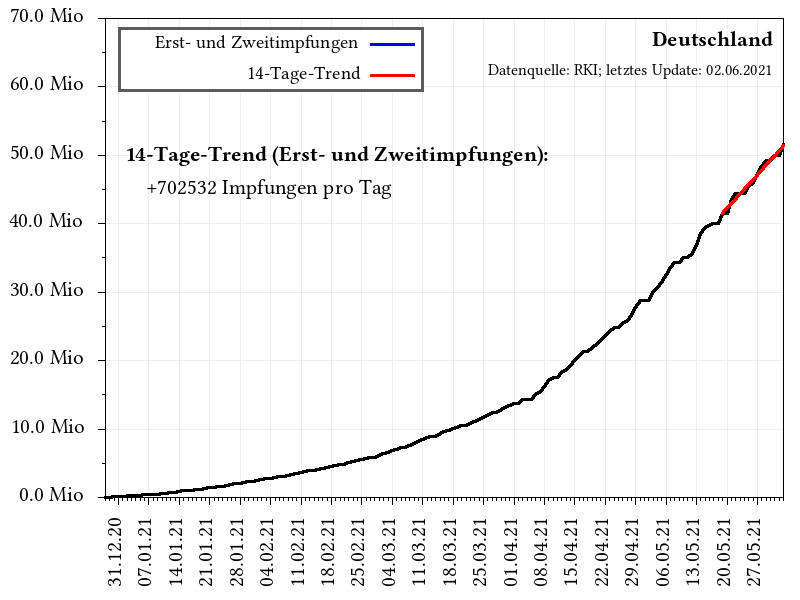 70.0 Mio
60.0 Mio
50.0 Mio
40.0 Mio
30.0 Mio
20.0 Mio
10.0 Mio
0.0 Mio
Erst- und Zweitimpfungen
14-Tage-Trend
Deutschland
Datenquelle: RKI; letztes Update: 02.06.2021
14-Tage-Trend (Erst- und Zweitimpfungen):
+702532 Impfungen pro Tag
31.12.20
07.01.21
14.01.21
21.01.21
28.01.21
04.02.21
11.02.21
18.02.21
25.02.21
04.03.21
11.03.21
18.03.21
25.03.21
01.04.21
08.04.21
15.04.21
22.04.21
29.04.21
06.05.21
13.05.21
20.05.21
27.05.21